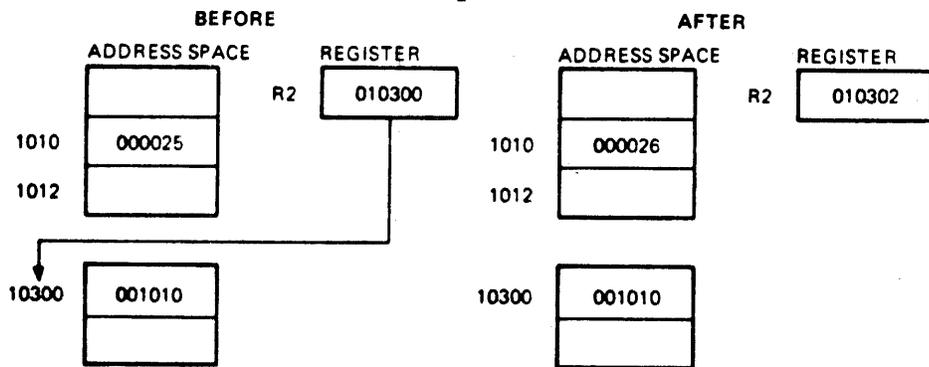 BEFORE
ADDRESS SPACE REGISTER
R2 010300
1010 000025
1012
10300 001010
AFTER
ADDRESS SPACE REGISTER
R2 010302
1010 000026
1012
10300 001010